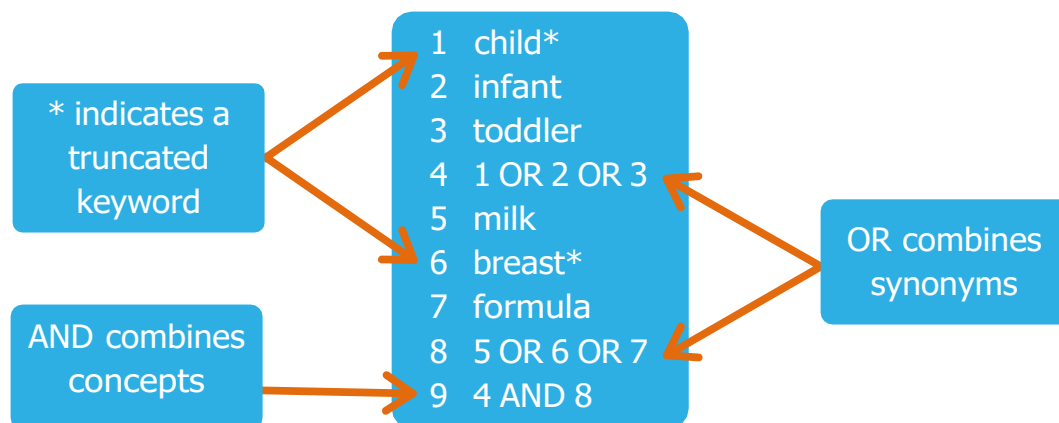 * indicates a
truncated
keyword
AND combines
concepts
1 child*
2 infant
3 toddler
4 1 OR 2 OR 3
5 milk
6 breast*
7 formula
8 5 OR 6 OR 7
9 4 AND 8
OR combines
synonyms